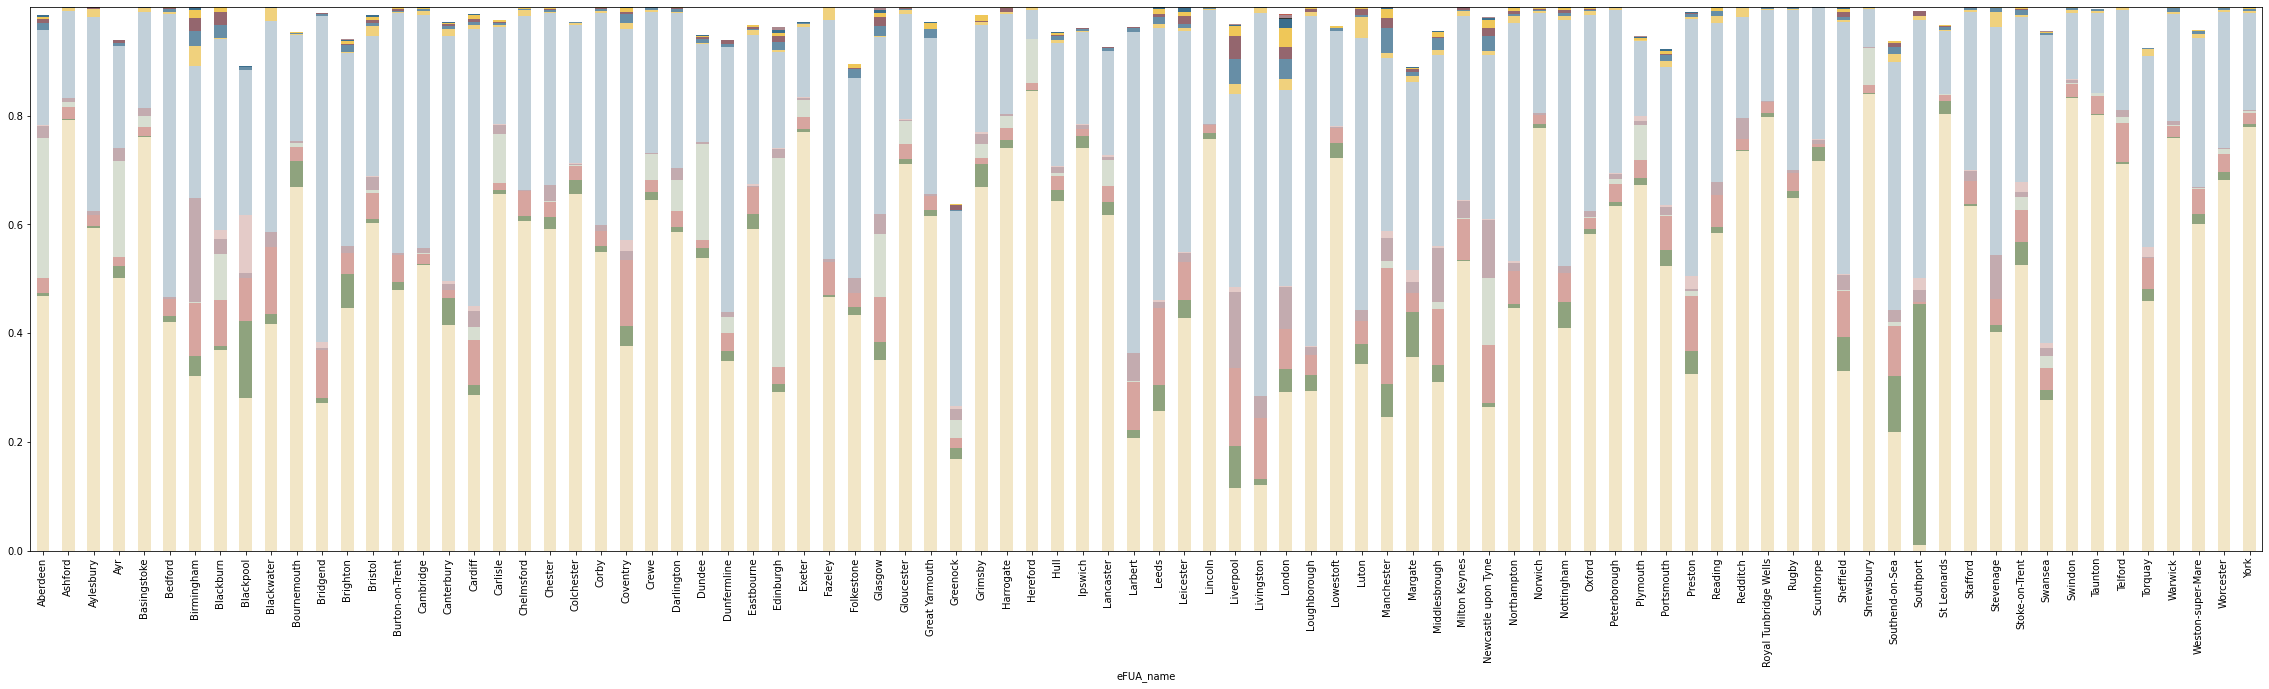 0.8
0.6
0.4
0.2
0.0
Aberdeen
Ashford
Aylesbury
Ayr
Basingstoke
Bedford
Birmingham
Blackburn
Blackpool
Blackwater
Bournemouth
Bridgend
Brighton
Bristol
Burton-on-Trent
Cambridge
Canterbury
Cardiff
Carlisle
Chelmsford
Chester
Colchester
Corby
Coventry
Crewe
Darlington
Dundee
Dunfermline
Eastbourne
Edinburgh
Exeter
Fazeley
Folkestone
Glasgow
Gloucester
Great Yarmouth
Greenock
Grimsby
Harrogate
Hereford
Hull
Ipswich
Lancaster
Larbert
Leeds
Leicester
Lincoln
Liverpool
Livingston
London
Loughborough
Lowestoft
Luton
Manchester
Margate
Middlesbrough
Milton Keynes
Newcastle upon Tyne
Northampton
Norwich
Nottingham
Oxford
Peterborough
Plymouth
Portsmouth
Preston
Reading
Redditch
Royal Tunbridge Wells
Rugby
Scunthorpe
Sheffield
Shrewsbury
Southend-on-Sea
Southport
St Leonards
Stafford
Stevenage
Stoke-on-Trent
Swansea
Swindon
Taunton
Telford
Torquay
Warwick
Weston-super-Mare
Worcester
York
eFUA_name